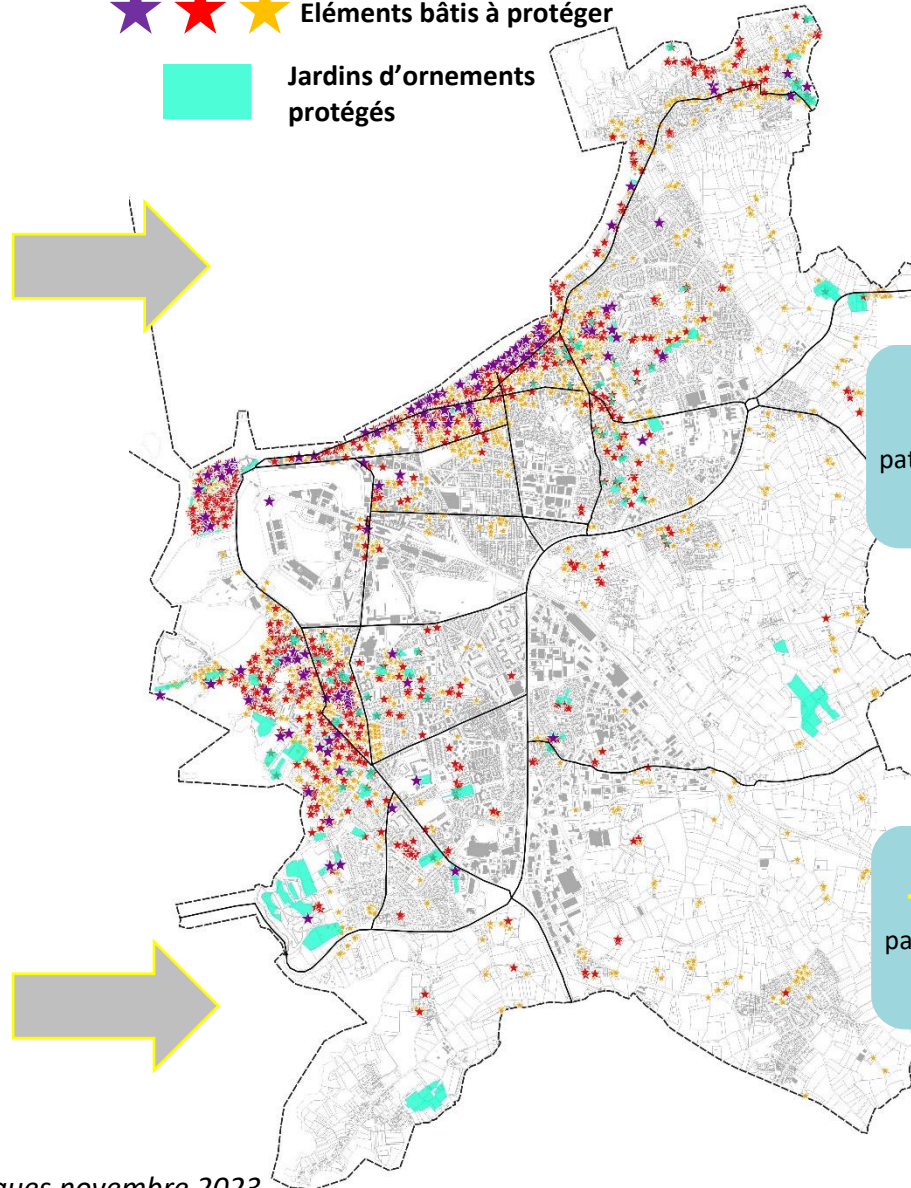 Eléments bâtis à protéger
Jardins d’ornements
protégés
pat
pa
ques novembre 2023